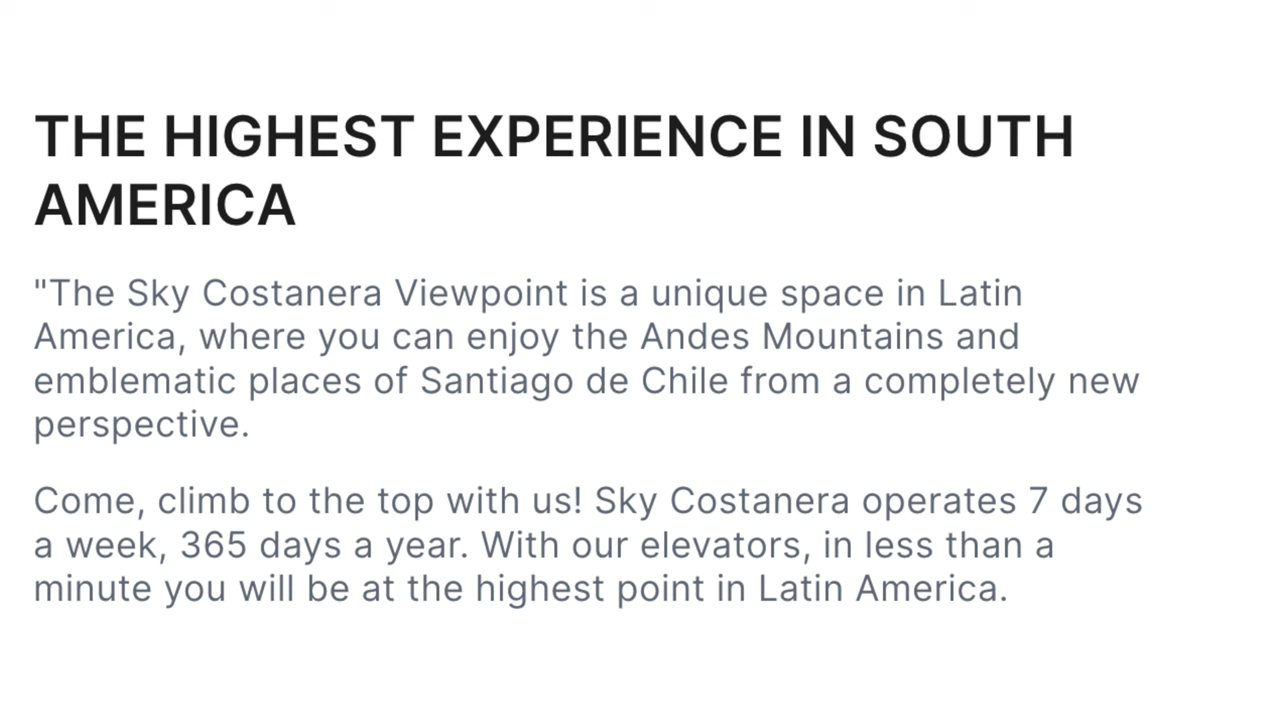 THE HIGHEST EXPERIENCE IN SOUTH
AMERICA
"The Sky Costanera Viewpoint is a unique space in Latin
America, where you can enjoy the Andes Mountains and
emblematic places of Santiago de Chile from a completely new
perspective.
Come, climb to the top with us! Sky Costanera operates 7 days
a week, 365 days a year. With our elevators, in less than a
minute you will be at the highest point in Latin America.